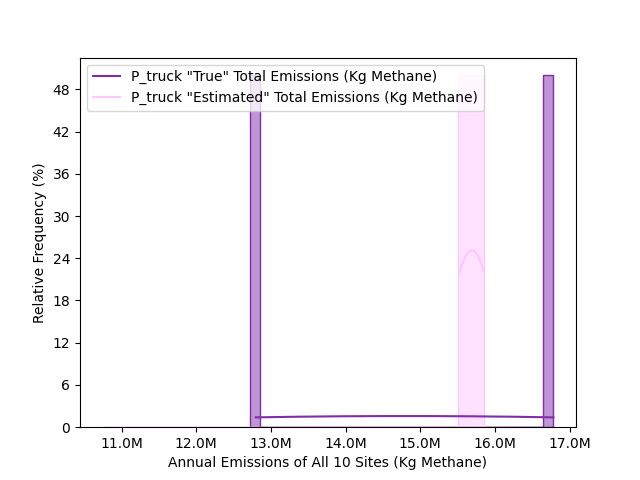 P_truck "True" Total Emissions (Kg Methane)
P_truck "Estimated" Total Emissions (Kg Methane)
48
42
36
30
24
18
12
6
0
Relative Frequency (%)
11.0M 12.0M 13.0M 14.0M 15.0M 16.0M 17.0M
Annual Emissions of All 10 Sites (Kg Methane)